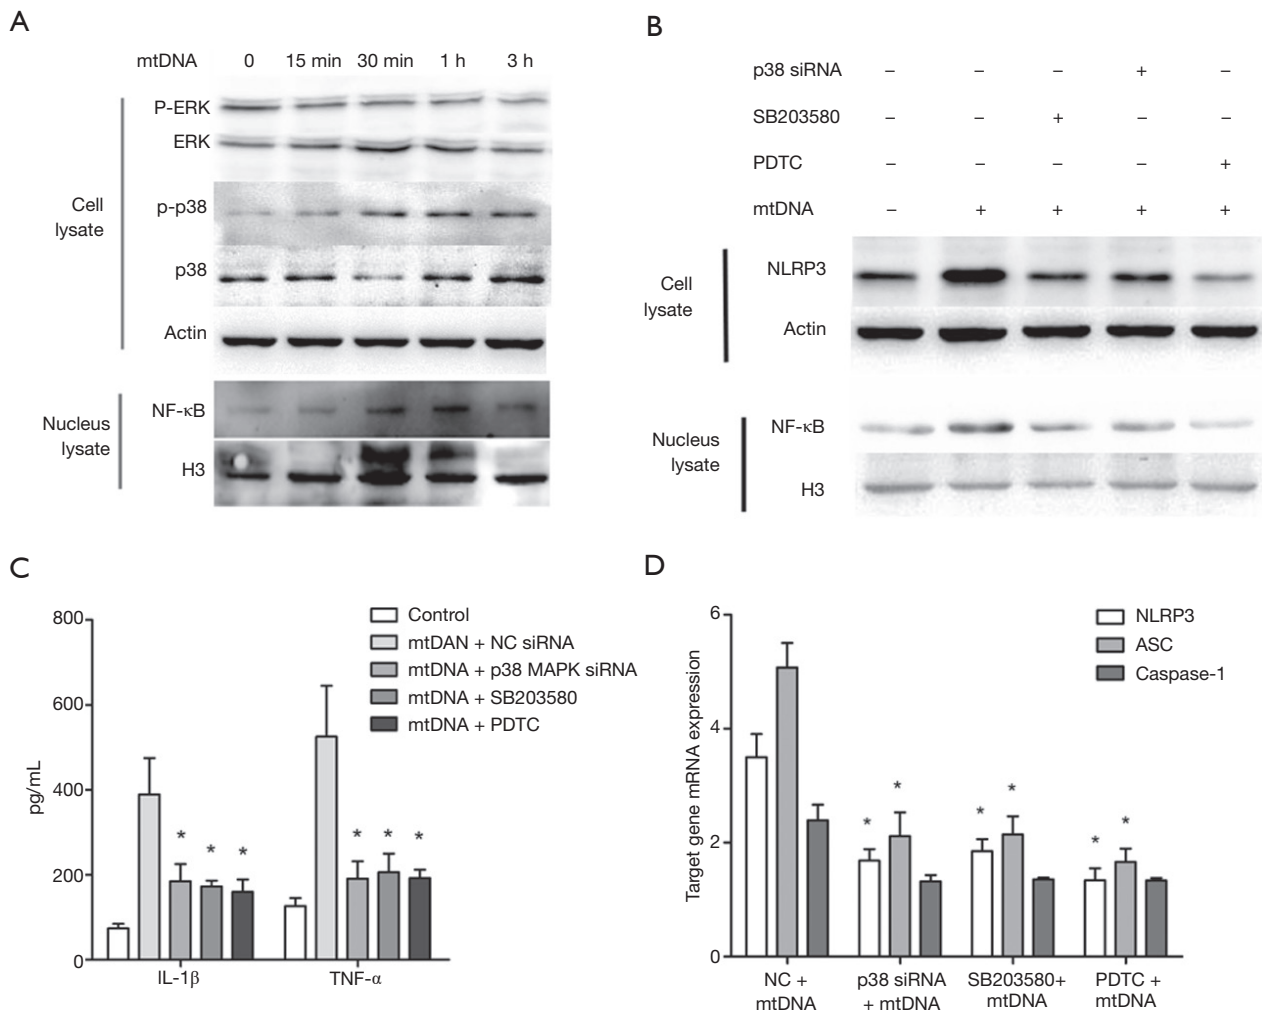 A
mtDNA 0 15 min 30 min 1 h 3 h
P-ERK
ERK
p-p38
p38
Actin
Cell
lysate
NF-κB
H3
Nucleus
lysate
B
p38 siRNA – – – + –
SB203580 – – + – –
PDTC – – – – +
mtDNA – + + + +
NLRP3
Actin
Cell
lysate
NF-κB
H3
Nucleus
lysate
C
800
600
400
200
0
pg/mL
Control
mtDAN + NC siRNA
mtDNA + p38 MAPK siRNA
mtDNA + SB203580
mtDNA + PDTC
* * * * * *
IL-1β TNF-α
D
6
4
2
0
Target gene mRNA expression
NLRP3
ASC
Caspase-1
* * * * * *
NC +
mtDNA
p38 siRNA
+ mtDNA
SB203580+
mtDNA
PDTC +
mtDNA